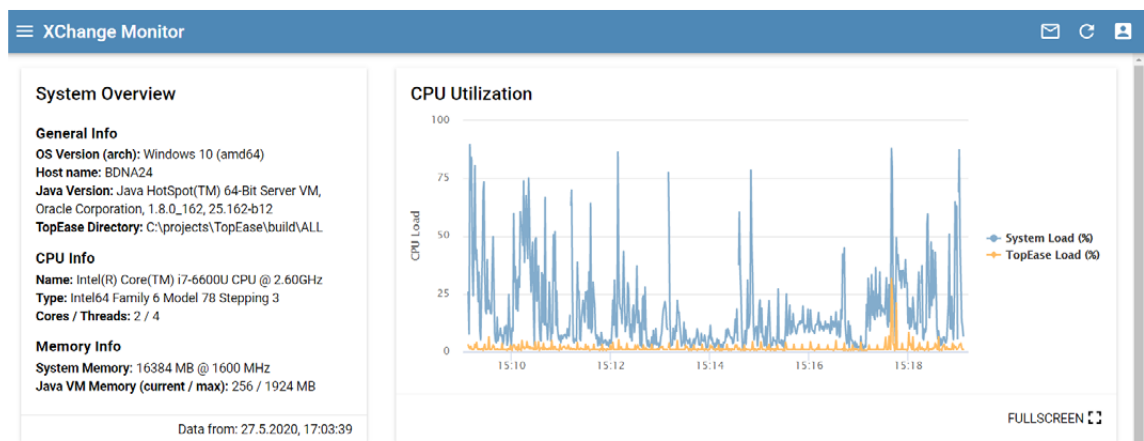 XChange Monitor
System Overview
General Info
OS Version (arch): Windows 10 (amd64)
Host name: BDNA24
Java Version: Java HotSpot(TM) 64-Bit Server VM,
Oracle Corporation, 1.8.0_162, 25.162-b12
TopEase Directory: C:\projects\TopEase\build\ALL
CPU Info
Name: Intel(R) Core(TM) i7-6600U CPU @ 2.60GHz
Type: Intel64 Family 6 Model 78 Stepping 3
Cores / Threads: 2 / 4
Memory Info
System Memory: 16384 MB @ 1600 MHz
Java VM Memory (current / max): 256 / 1924 MB
Data from: 27.5.2020, 17:03:39
CPU Utilization
100
75
50
25
0
CPU Load
15:10 15:12 15:14 15:16 15:18
System Load (%)
TopEase Load (%)
FULLSCREEN